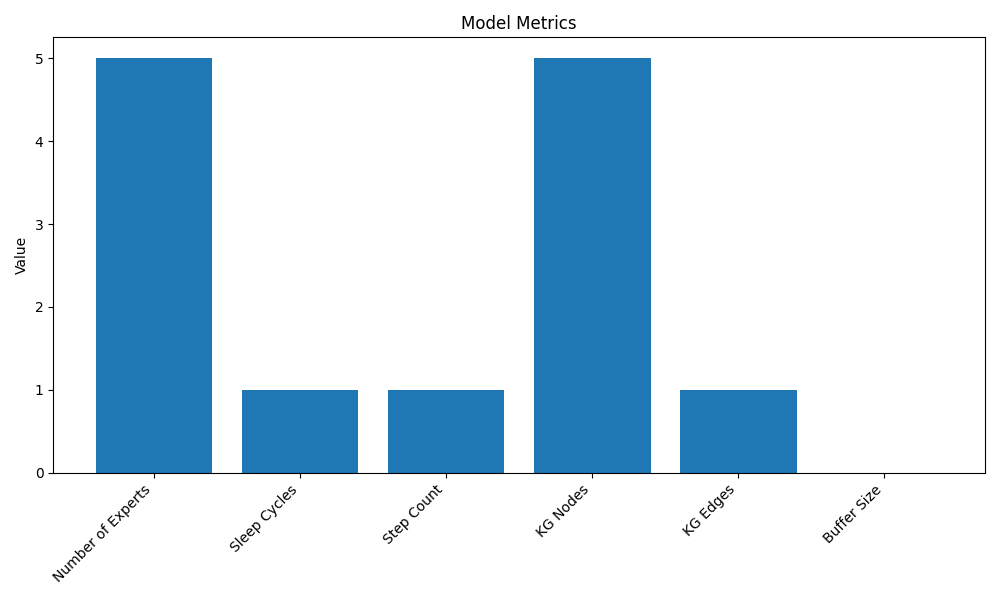 Model Metrics
Value
5
4
3
2
1
0
Number of Experts
Sleep Cycles
Step Count
KG Nodes
KG Edges
Buffer Size